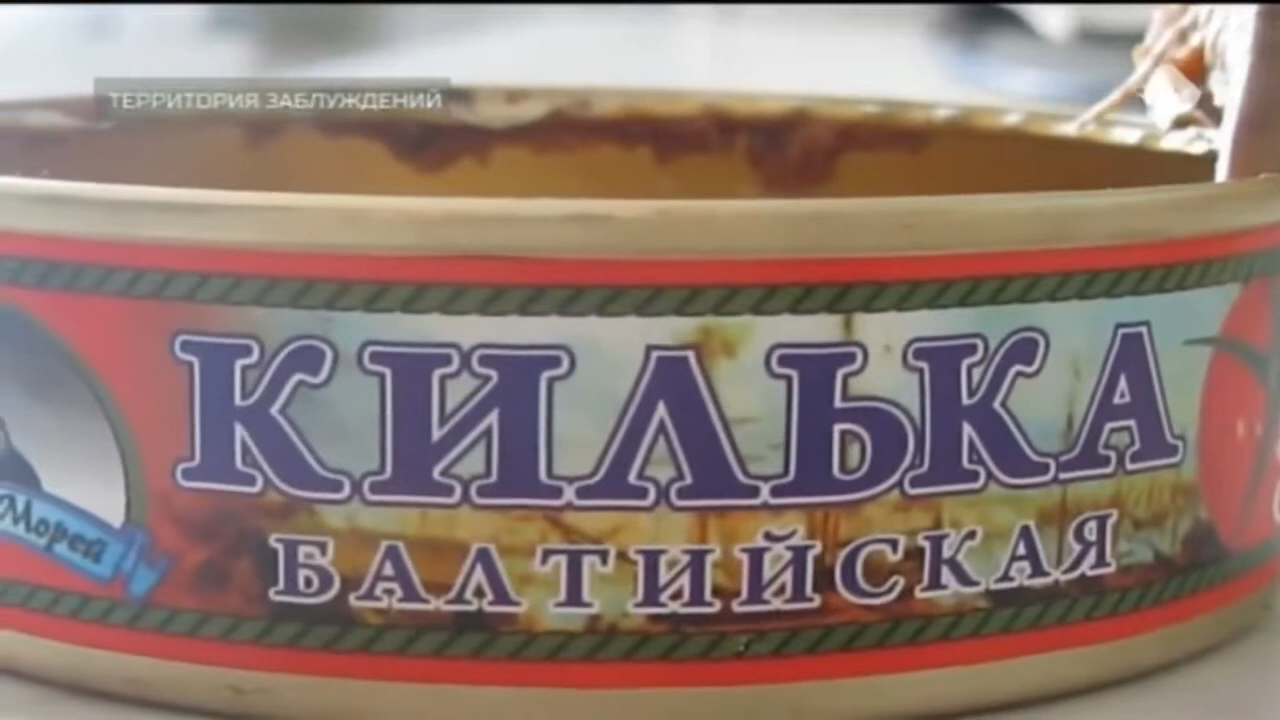 ТЕРРИТОРИЯ ЗАБЛУЖДЕНИЙ
КИЛЬКА
Морей
БАЛТИЙСКАЯ